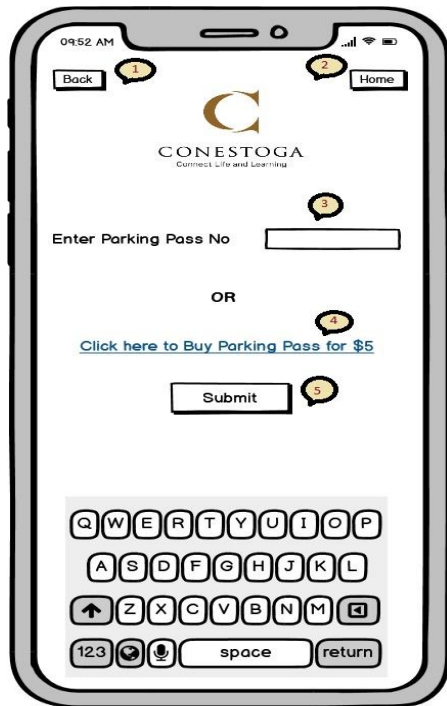 09:52 AM
1
2
Back
Home
C
CONESTOGA
Connect Life and Learning
3
Enter Parking Pass No
OR
4
Click here to Buy Parking Pass for $5
Submit
5
Q W E R T Y U I O P
A S D F G H J K L
Z X C V B N M
123 space return